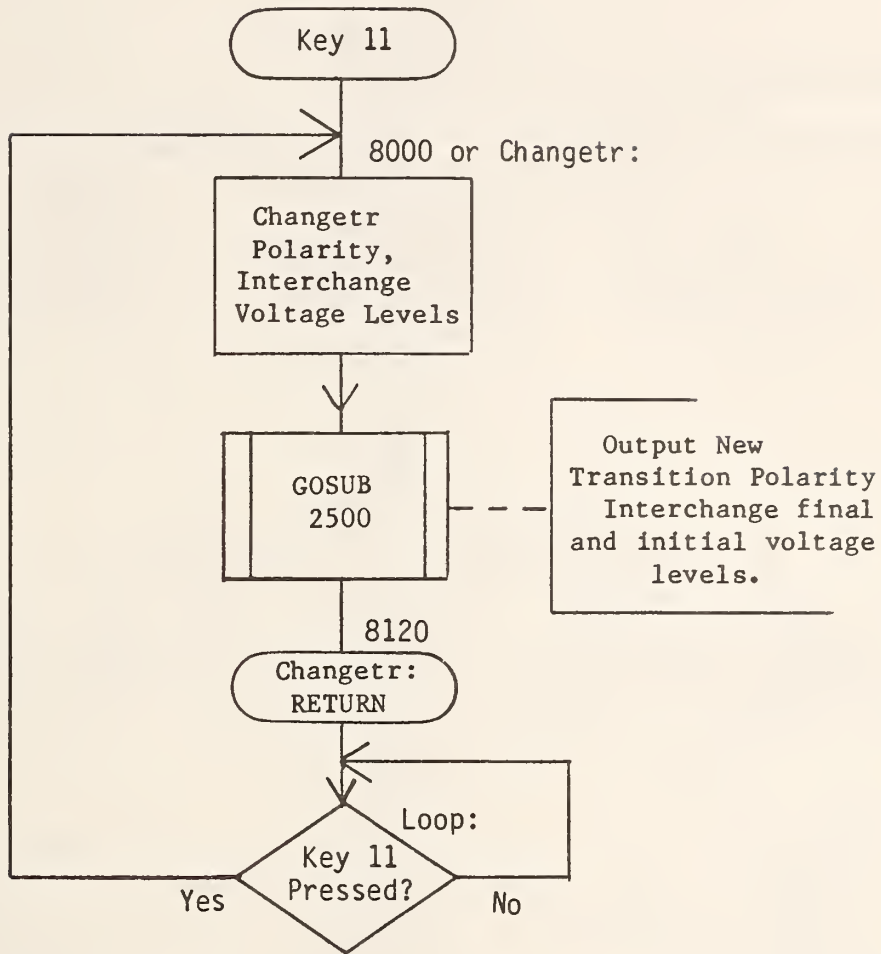 Key 11
8000 or Changetr:
Changetr
Polarity,
Interchange
Voltage Levels
GOSUB
2500
Output New
Transition Polarity
Interchange final
and initial voltage
levels.
8120
Changetr:
RETURN
Loop:
Key 11
Pressed?
Yes
No